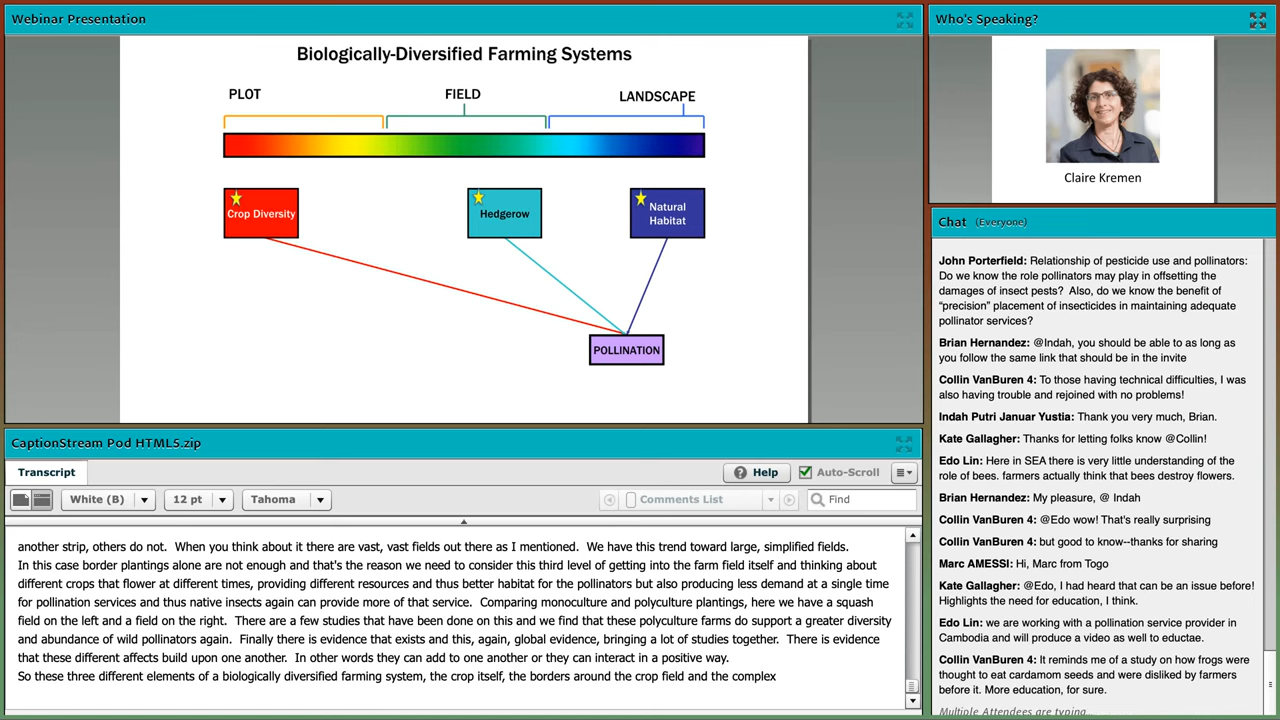 Webinar Presentation
Biologically-Diversified Farming Systems
PLOT
FIELD
LANDSCAPE
Crop Diversity
Hedgerow
Natural
Habitat
POLLINATION
Who's Speaking?
Claire Kremen
Chat (Everyone)
John Porterfield: Relationship of pesticide use and pollinators:
Do we know the role pollinators may play in offsetting the
damages of insect pests? Also, do we know the benefit of
“precision” placement of insecticides in maintaining adequate
pollinator services?
Brian Hernandez: @Indah, you should be able to as long as
you follow the same link that should be in the invite
Collin VanBuren 4: To those having technical difficulties, I was
also having trouble and rejoined with no problems!
Indah Putri Januar Yustia: Thank you very much, Brian.
Kate Gallagher: Thanks for letting folks know @Collin!
Edo Lin: Here in SEA there is very little understanding of the
role of bees. farmers actually think that bees destroy flowers.
Brian Hernandez: My pleasure, @ Indah
Collin VanBuren 4: @Edo wow! That's really surprising
Collin VanBuren 4: but good to know--thanks for sharing
Marc AMESSI: Hi, Marc from Togo
Kate Gallagher: @Edo, I had heard that can be an issue before!
Highlights the need for education, I think.
Edo Lin: we are working with a pollination service provider in
Cambodia and will produce a video as well to eductae.
Collin VanBuren 4: It reminds me of a study on how frogs were
thought to eat cardamom seeds and were disliked by farmers
before it. More education, for sure.
Multiple Attendees are typing
CaptionStream Pod HTML5.zip
Transcript
Help
Auto-Scroll
White (B)
12 pt
Tahoma
Comments List
Find
another strip, others do not. When you think about it there are vast, vast fields out there as I mentioned. We have this trend toward large, simplified fields.
In this case border plantings alone are not enough and that's the reason we need to consider this third level of getting into the farm field itself and thinking about
different crops that flower at different times, providing different resources and thus better habitat for the pollinators but also producing less demand at a single time
for pollination services and thus native insects again can provide more of that service. Comparing monoculture and polyculture plantings, here we have a squash
field on the left and a field on the right. There are a few studies that have been done on this and we find that these polyculture farms do support a greater diversity
and abundance of wild pollinators again. Finally there is evidence that exists and this, again, global evidence, bringing a lot of studies together. There is evidence
that these different affects build upon one another. In other words they can add to one another or they can interact in a positive way.
So these three different elements of a biologically diversified farming system, the crop itself, the borders around the crop field and the complex